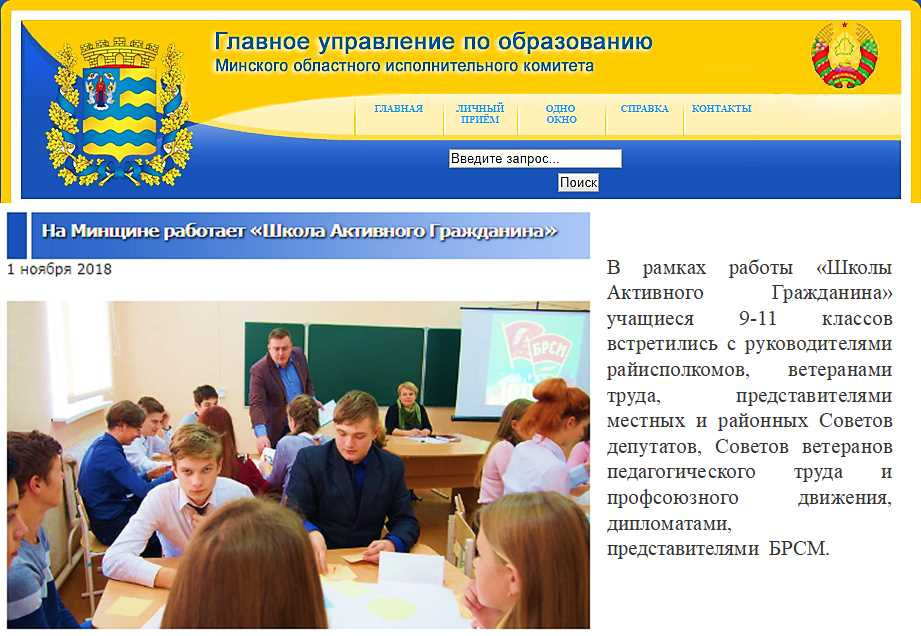 Главное управление по образованию
Минского областного исполнительного комитета
ГЛАВНАЯ
ЛИЧНЫЙ
ПРИЁМ
ОДНО
ОКНО
СПРАВКА
КОНТАКТЫ
Введите запрос...
Поиск
На Минщине работает «Школа Активного Гражданина»
1 ноября 2018
БРСМ
В рамках работы «Школы
Активного Гражданина»
учащиеся 9-11 классов
встретились с руководителями
райисполкомов, ветеранами
труда, представителями
местных и районных Советов
депутатов, Советов ветеранов
педагогического труда и
профсоюзного движения,
дипломатами,
представителями БРСМ.